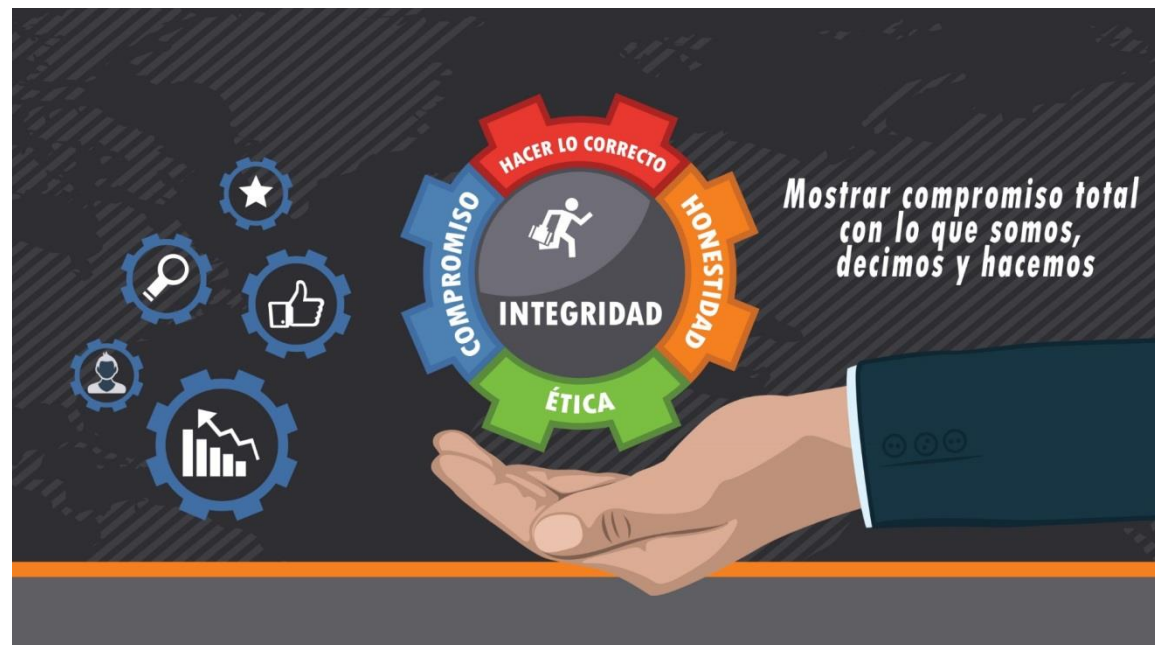 HACER LO CORRECTO
COMPROMISO
HONESTIDAD
INTEGRIDAD
ÉTICA
Mostrar compromiso total
con lo que somos,
decimos y hacemos